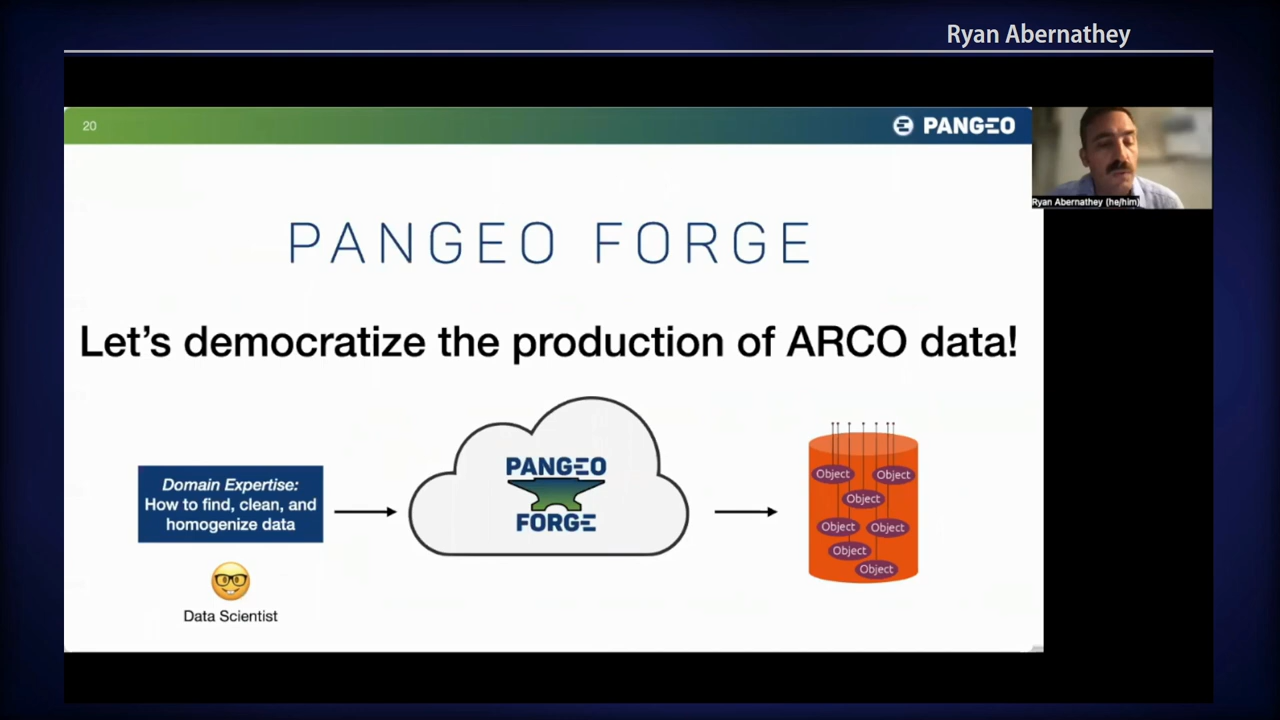 Ryan Abernathey
20
PANGEO
Ryan Abernathey (he/him)
PANGEO FORGE
Let's democratize the production of ARCO data!
Domain Expertise:
How to find, clean, and
homogenize data
Data Scientist
PANGEO
FORGE
Object
Object
Object
Object
Object
Object
Object